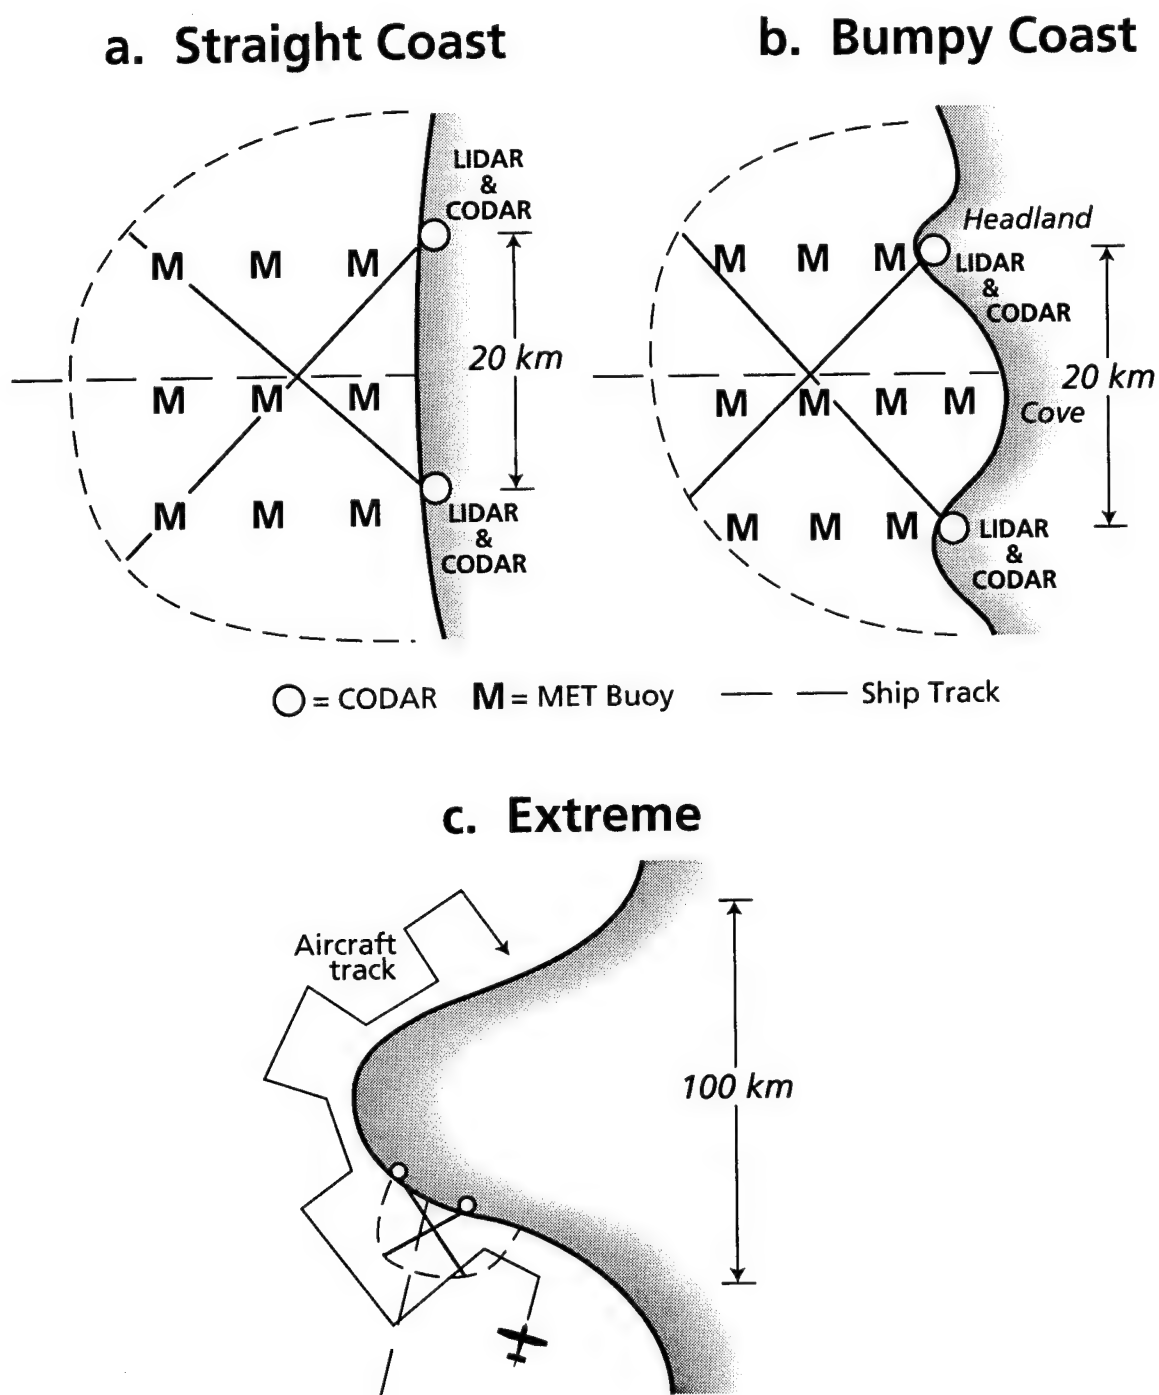 a. Straight Coast
LIDAR
&
CODAR
M M M
20 km
M M M
M M M
LIDAR
&
CODAR
b. Bumpy Coast
Headland
M M M
LIDAR
&
CODAR
20 km
M M M M
Cove
M M M
LIDAR
&
CODAR
= CODAR M = MET Buoy Ship Track
c. Extreme
Aircraft
track
100 km